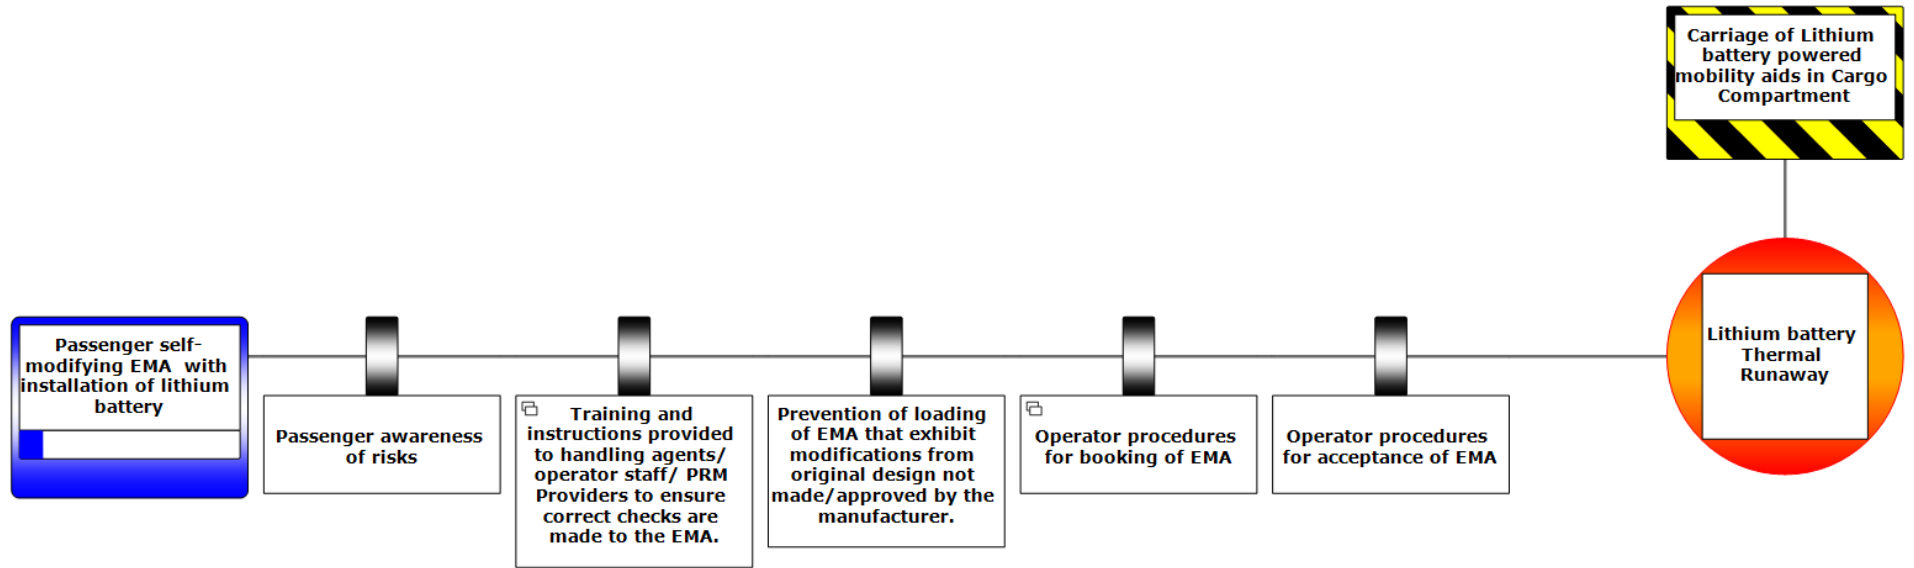 Carriage of Lithium
battery powered
mobility aids in Cargo
Compartment
Passenger self-
modifying EMA with
installation of lithium
battery
Passenger awareness
of risks
Training and
instructions provided
to handling agents/
operator staff/ PRM
Providers to ensure
correct checks are
made to the EMA.
Prevention of loading
of EMA that exhibit
modifications from
original design not
made/approved by the
manufacturer.
Operator procedures
for booking of EMA
Operator procedures
for acceptance of EMA
Lithium battery
Thermal
Runaway